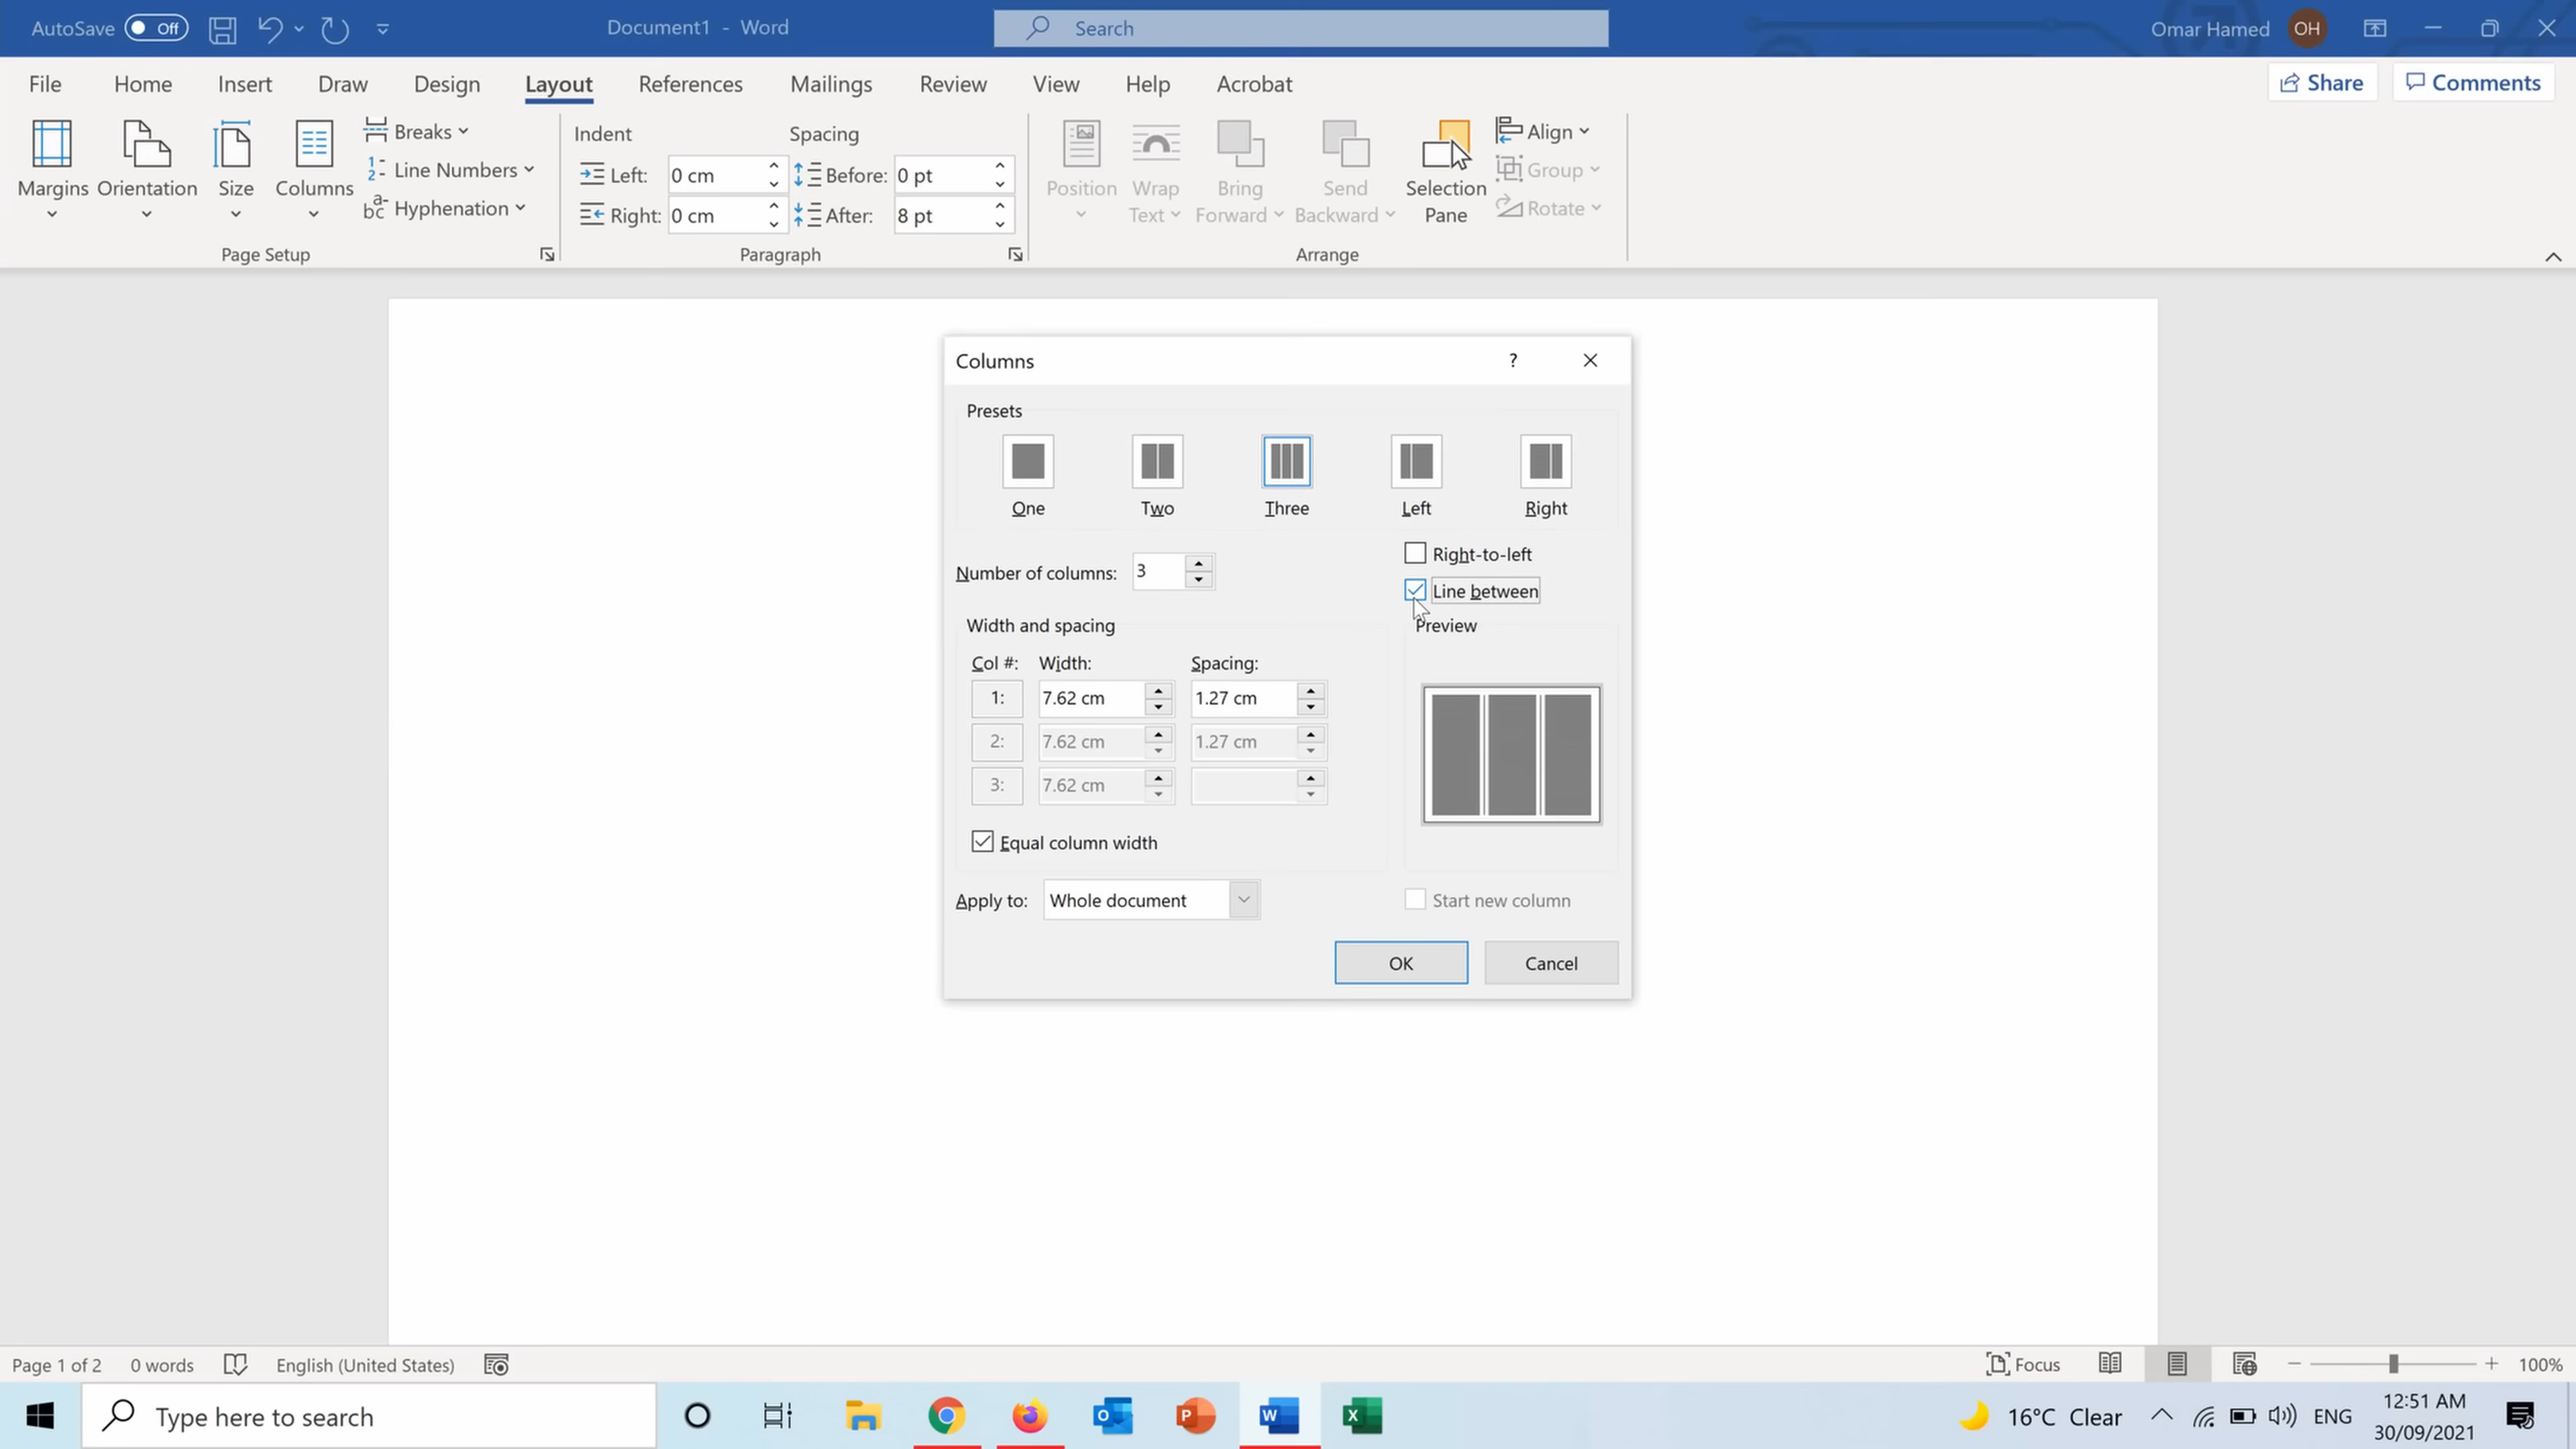 AutoSave Off Document1 - Word Search Omar Hamed OH
File Home Insert Draw Design Layout References Mailings Review View Help Acrobat Share Comments
Margins Orientation Size Columns
Breaks
Line Numbers
Hyphenation
Page Setup
Indent Spacing
Left: 0 cm Before: 0 pt
Right: 0 cm After: 8 pt
Paragraph
Position Wrap Text Bring Forward Send Backward Selection Pane
Align
Group
Rotate
Arrange
Columns ?
Presets
One Two Three Left Right
Number of columns: 3
Right-to-left
Line between
Width and spacing
Preview
Col #: Width: Spacing:
1: 7.62 cm 1.27 cm
2: 7.62 cm 1.27 cm
3: 7.62 cm
Equal column width
Apply to: Whole document
Start new column
OK Cancel
Page 1 of 2 0 words English (United States) Focus 100%
Type here to search
16°C Clear ENG
12:51 AM
30/09/2021